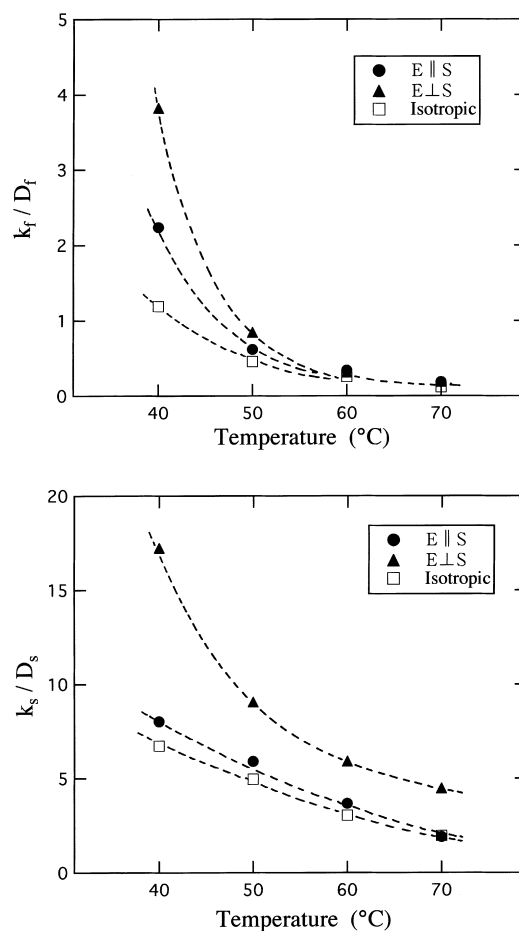 5
4
3
2
1
0
k_f / D_f
E ∥ S
E⊥S
Isotropic
40 50 60 70
Temperature (°C)
20
15
10
5
0
k_s / D_s
E ∥ S
E⊥S
Isotropic
40 50 60 70
Temperature (°C)